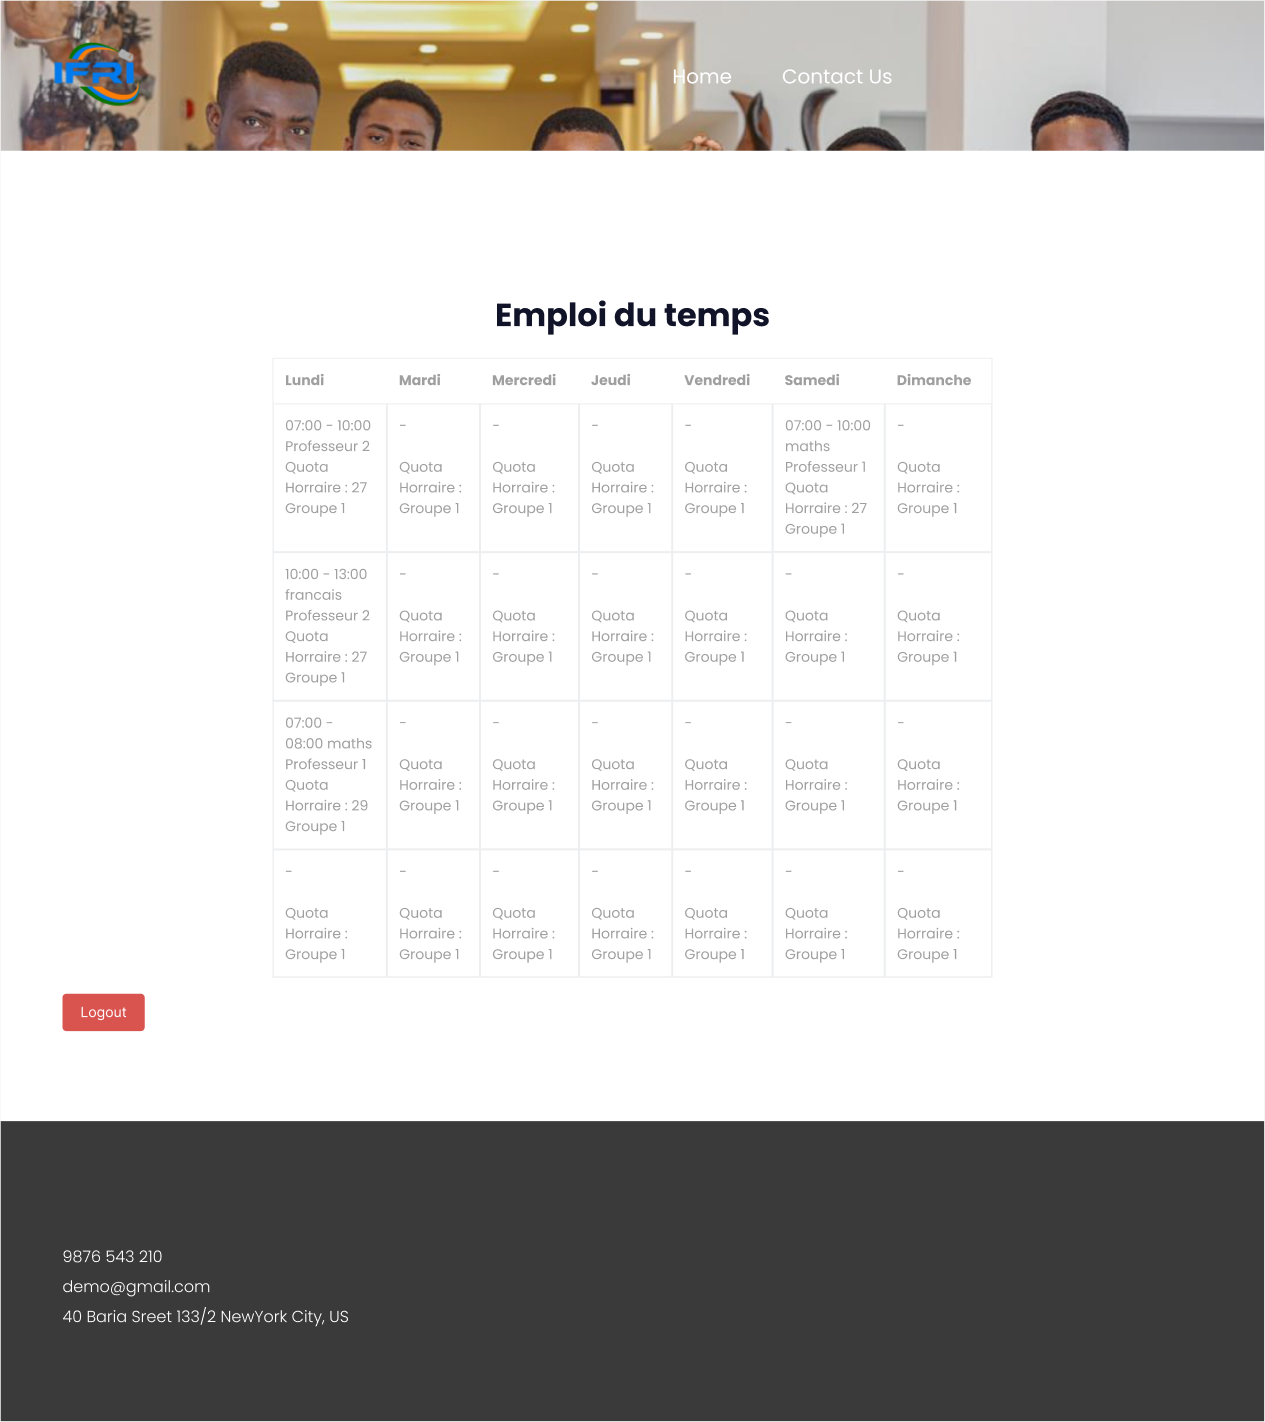 IFRI
Home Contact Us
Emploi du temps
Lundi Mardi Mercredi Jeudi Vendredi Samedi Dimanche
07:00 - 10:00 - - - - 07:00 - 10:00 -
Professeur 2 maths
Quota Quota Quota Quota Quota Professeur 1 Quota
Horraire : 27 Horraire : Horraire : Horraire : Horraire : Quota Horraire :
Groupe 1 Groupe 1 Groupe 1 Groupe 1 Groupe 1 Horraire : 27 Groupe 1
Groupe 1
10:00 - 13:00 - - - - - -
francais
Professeur 2 Quota Quota Quota Quota Quota Quota
Quota Horraire : Horraire : Horraire : Horraire : Horraire : Horraire :
Horraire : 27 Groupe 1 Groupe 1 Groupe 1 Groupe 1 Groupe 1 Groupe 1
Groupe 1
07:00 - - - - - - -
08:00 maths
Professeur 1 Quota Quota Quota Quota Quota Quota
Quota Horraire : Horraire : Horraire : Horraire : Horraire : Horraire :
Horraire : 29 Groupe 1 Groupe 1 Groupe 1 Groupe 1 Groupe 1 Groupe 1
Groupe 1
- - - - - - -
Quota Quota Quota Quota Quota Quota Quota
Horraire : Horraire : Horraire : Horraire : Horraire : Horraire : Horraire :
Groupe 1 Groupe 1 Groupe 1 Groupe 1 Groupe 1 Groupe 1 Groupe 1
Logout
9876 543 210
demo@gmail.com
40 Baria Sreet 133/2 NewYork City, US